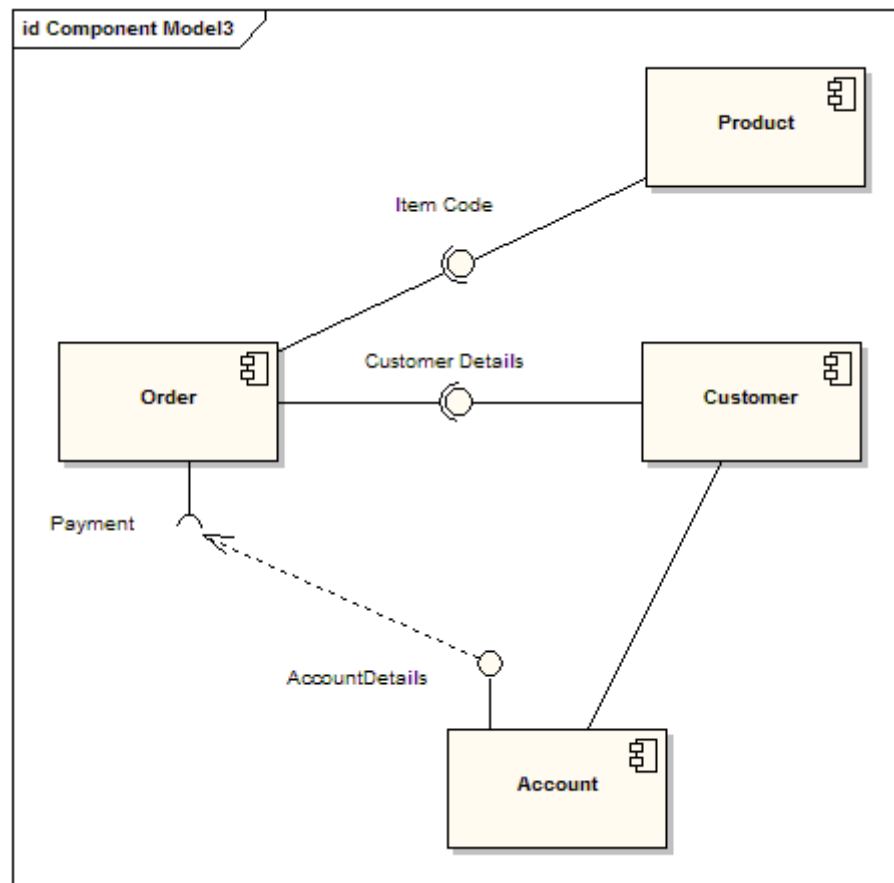 id Component Model3
Product
Item Code
Customer Details
Order
Customer
Payment
AccountDetails
Account